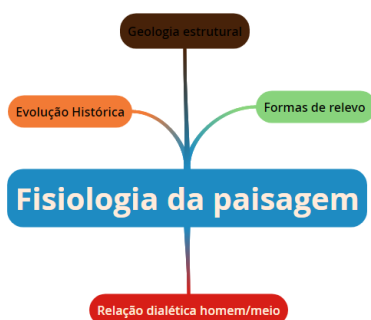 Geologia estrutural
Evolução Histórica
Formas de relevo
Fisiologia da paisagem
Relação dialética homem/meio